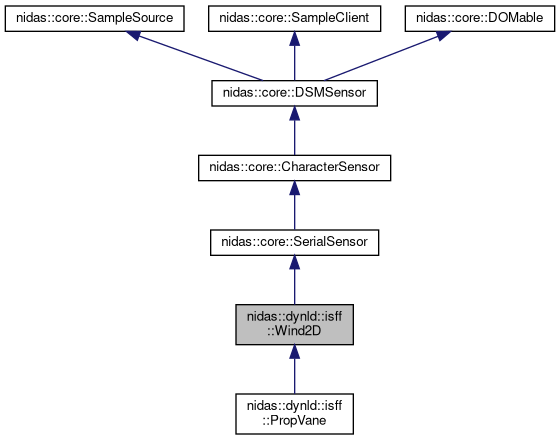 nidas::core::SampleSource
nidas::core::SampleClient
nidas::core::DOMable
nidas::core::DSMSensor
nidas::core::CharacterSensor
nidas::core::SerialSensor
nidas::dynld::isff
::Wind2D
nidas::dynld::isff
::PropVane